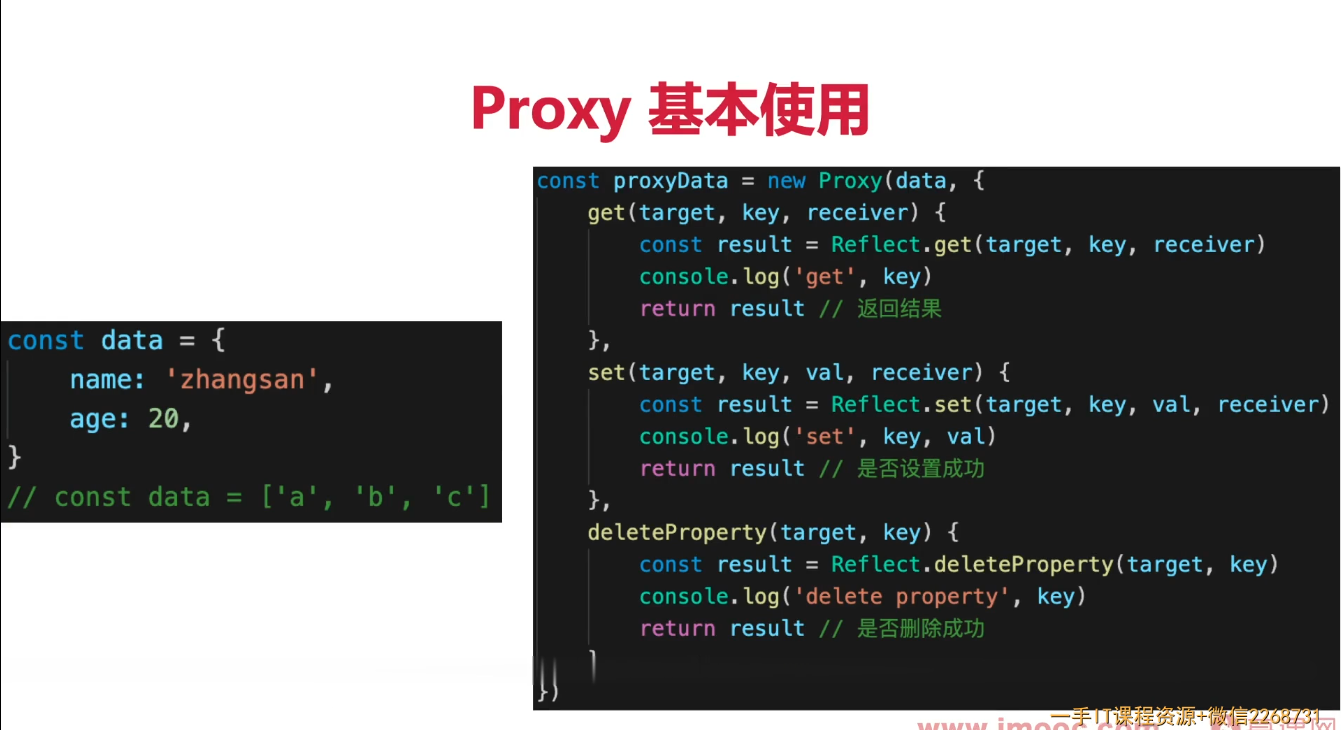 Proxy 基本使用
const data = {
    name: 'zhangsan',
    age: 20,
}
// const data = ['a', 'b', 'c']
const proxyData = new Proxy(data, {
    get(target, key, receiver) {
        const result = Reflect.get(target, key, receiver)
        console.log('get', key)
        return result // 返回结果
    },
    set(target, key, val, receiver) {
        const result = Reflect.set(target, key, val, receiver)
        console.log('set', key, val)
        return result // 是否设置成功
    },
    deleteProperty(target, key) {
        const result = Reflect.deleteProperty(target, key)
        console.log('delete property', key)
        return result // 是否删除成功
    }
})
一手IT课程资源+微信2268731
www.imooc.com